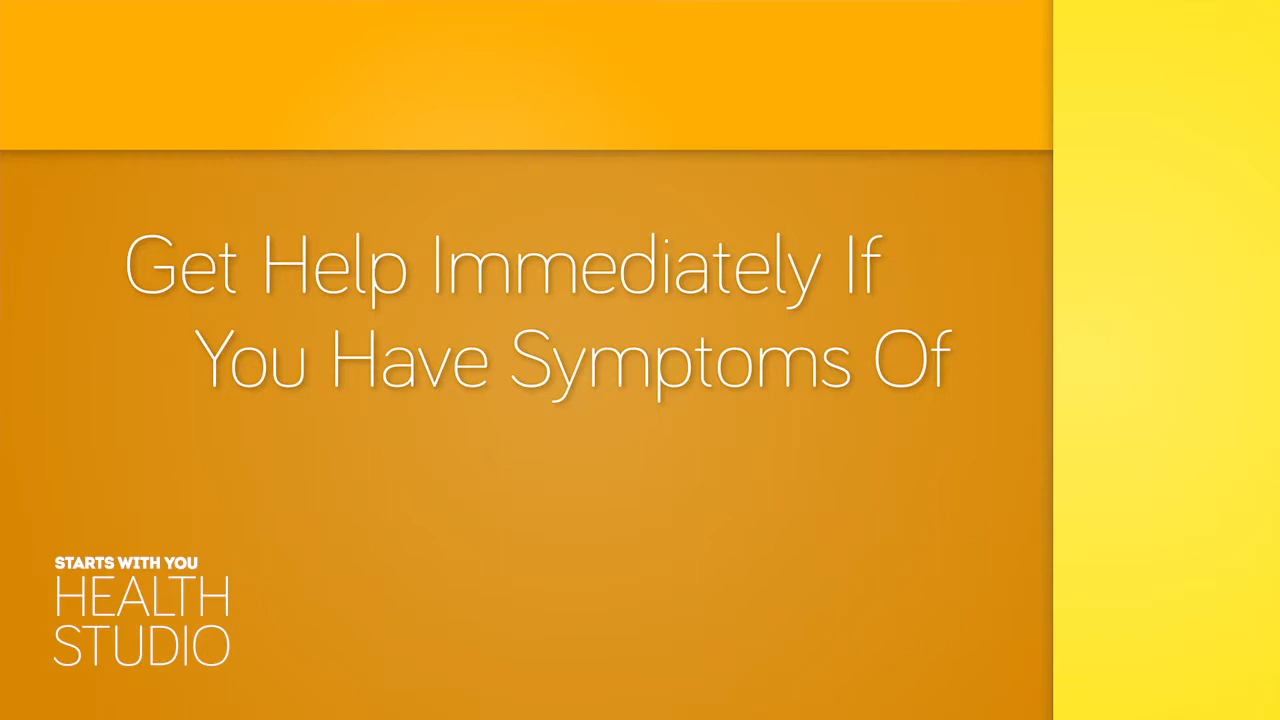 Get Help Immediately If
You Have Symptoms Of
STARTS WITH YOU
HEALTH
STUDIO